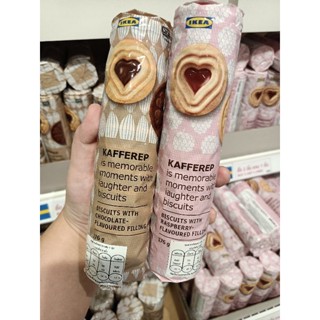 IKEA
KAFFEREP
is memorable
moments with
laughter and
biscuits
BISCUITS WITH
CHOCOLATE-
FLAVOURED FILLING
IKEA
KAFFEREP
is memorable
moments with
laughter and
biscuits
BISCUITS WITH
RASPBERRY-
FLAVOURED FILLING